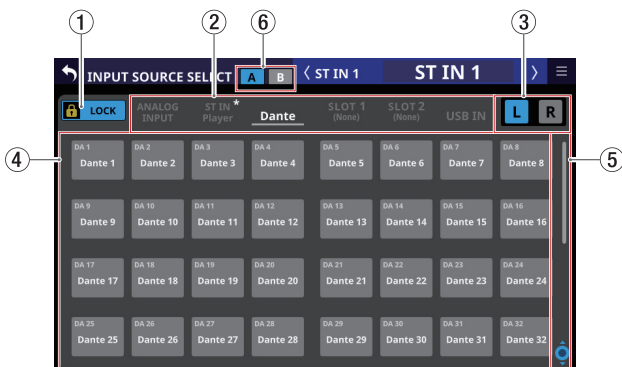 ① ② ⑥ ③
INPUT SOURCE SELECT A B ST IN 1 ST IN 1
LOCK ANALOG INPUT ST IN Player * Dante SLOT 1 (None) SLOT 2 (None) USB IN L R
④ ⑤
DA 1 DA 2 DA 3 DA 4 DA 5 DA 6 DA 7 DA 8
Dante 1 Dante 2 Dante 3 Dante 4 Dante 5 Dante 6 Dante 7 Dante 8
DA 9 DA 10 DA 11 DA 12 DA 13 DA 14 DA 15 DA 16
Dante 9 Dante 10 Dante 11 Dante 12 Dante 13 Dante 14 Dante 15 Dante 16
DA 17 DA 18 DA 19 DA 20 DA 21 DA 22 DA 23 DA 24
Dante 17 Dante 18 Dante 19 Dante 20 Dante 21 Dante 22 Dante 23 Dante 24
DA 25 DA 26 DA 27 DA 28 DA 29 DA 30 DA 31 DA 32
Dante 25 Dante 26 Dante 27 Dante 28 Dante 29 Dante 30 Dante 31 Dante 32